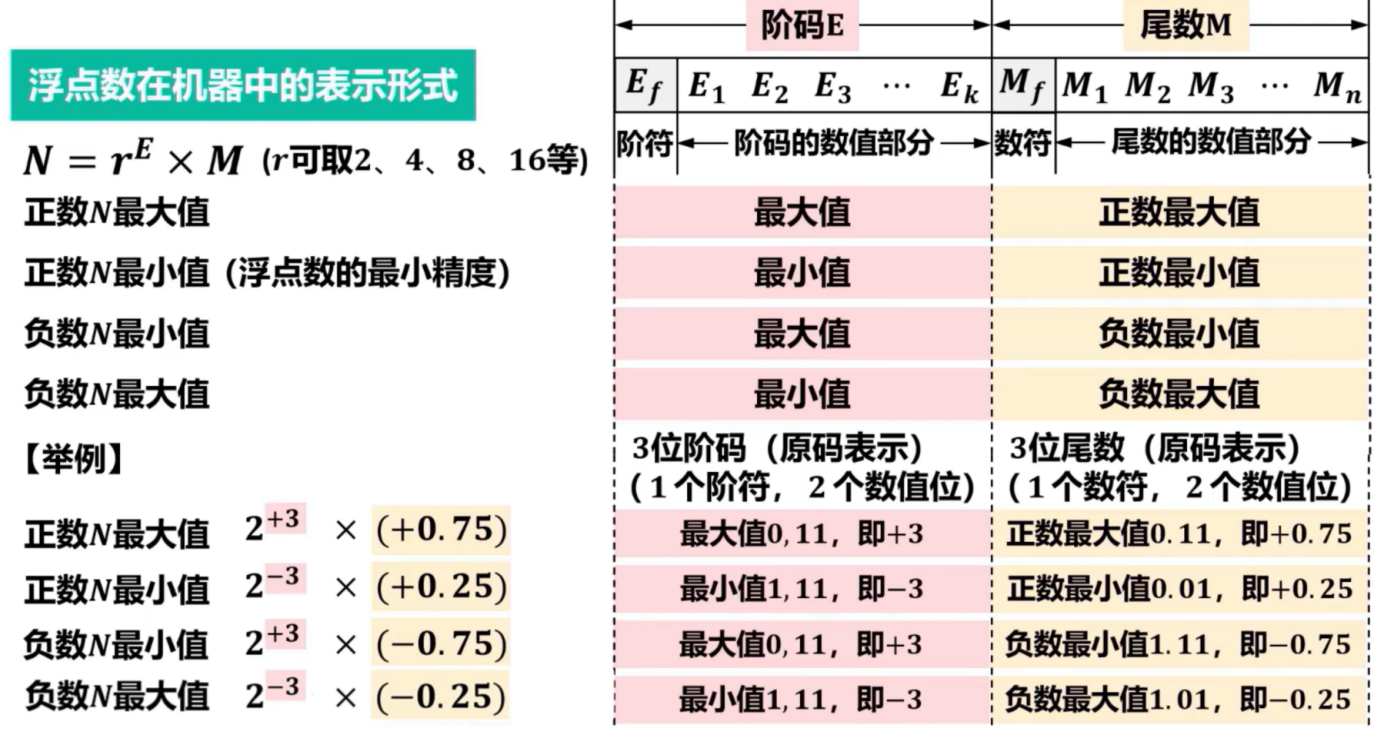 阶码E 尾数M
浮点数在机器中的表示形式
E_f E_1 E_2 E_3 ⋯ E_k M_f M_1 M_2 M_3 ⋯ M_n
N = r^E × M (r可取2、4、8、16等)
阶符 阶码的数值部分 数符 尾数的数值部分
正数N最大值 最大值 正数最大值
正数N最小值（浮点数的最小精度） 最小值 正数最小值
负数N最小值 最大值 负数最小值
负数N最大值 最小值 负数最大值
【举例】 3位阶码（原码表示） 3位尾数（原码表示）
（1个阶符， 2个数值位） （1个数符， 2个数值位）
正数N最大值 2^{+3} × (+0.75) 最大值0,11，即+3 正数最大值0.11，即+0.75
正数N最小值 2^{−3} × (+0.25) 最小值1,11，即−3 正数最小值0.01，即+0.25
负数N最小值 2^{+3} × (−0.75) 最大值0,11，即+3 负数最小值1.11，即−0.75
负数N最大值 2^{−3} × (−0.25) 最小值1,11，即−3 负数最大值1.01，即−0.25